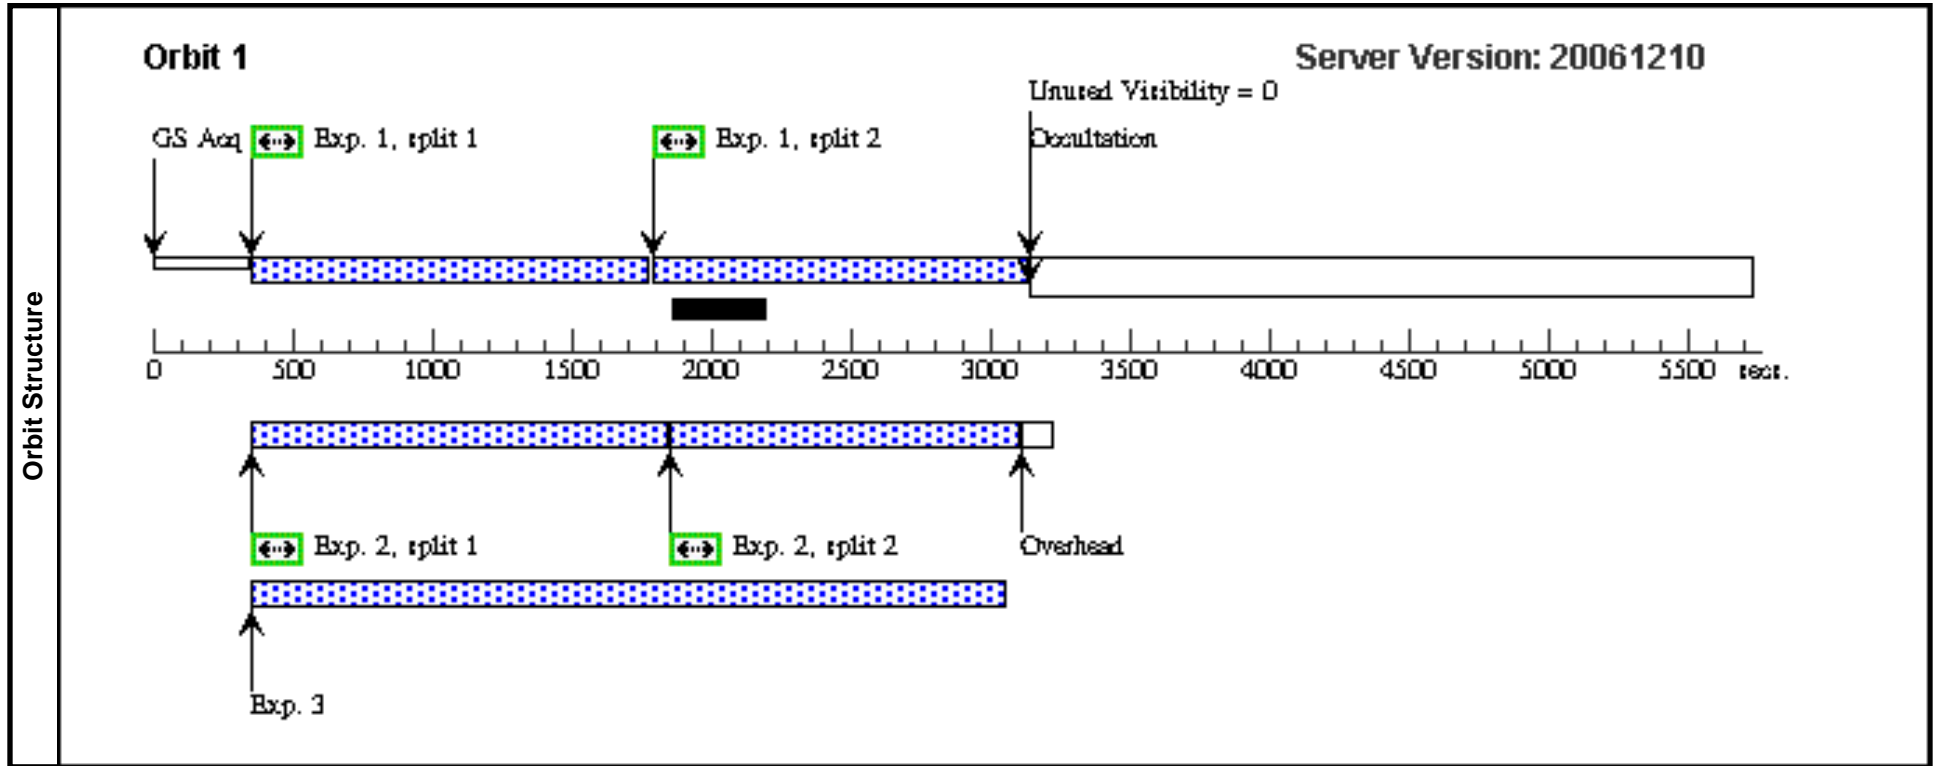 Orbit Structure
Orbit 1
Server Version: 20061210
Unused Visibility = 0
GS Acq
Exp. 1, split 1
Exp. 1, split 2
Occultation
0 500 1000 1500 2000 2500 3000 3500 4000 4500 5000 5500 secs.
Exp. 2, split 1
Exp. 2, split 2
Overhead
Exp. 3